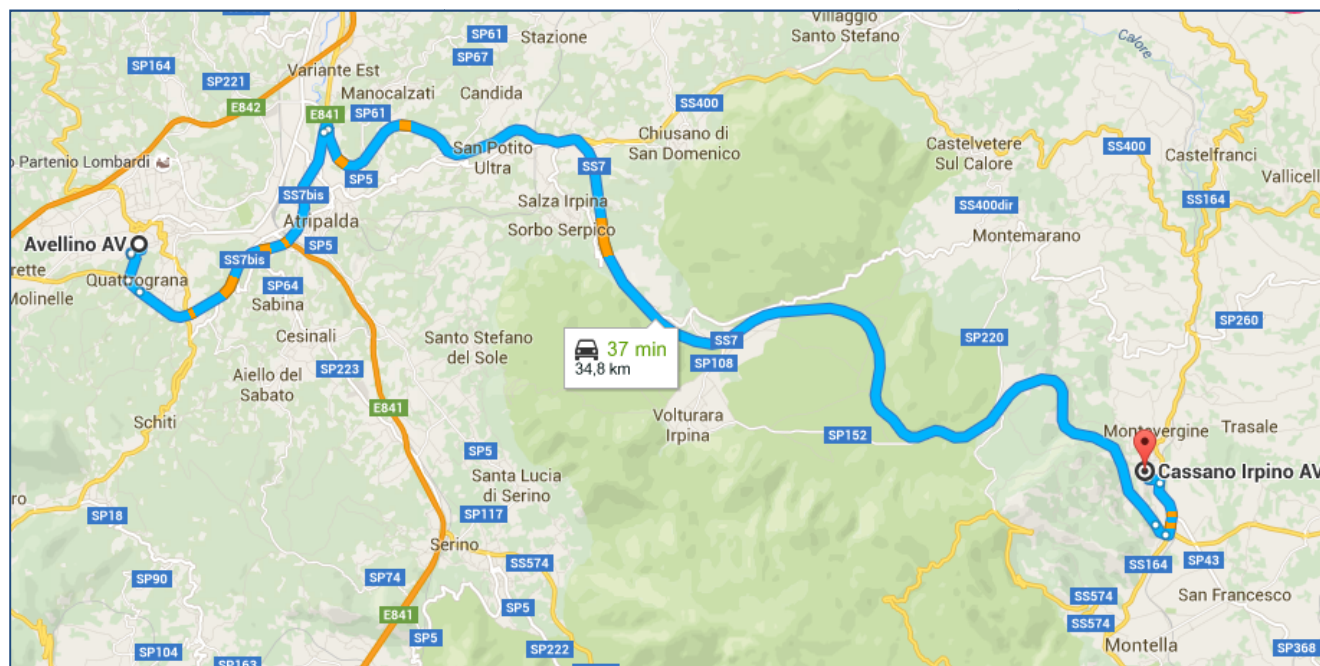 SP61
Stazione
SP67
Villaggio
Santo Stefano
Calore
SP164
SP221
Variante Est
Manocalzati
Candida
E842
E841
SP61
SS400
Chiusano di
San Domenico
Castelvetere
Sul Calore
SS400
Castelfranci
Partenio Lombardi
San Potito
Ultra
SP5
SS7
SS7bis
Salza Irpina
SS164
SS400dir
Atripalda
Sorbo Serpico
Montemarano
Avellino AV
SS7bis
SP5
Quattrograna
SP64
Molinelle
Sabina
Cesinali
Santo Stefano
del Sole
37 min
34,8 km
SS7
SP108
SP220
SP260
SP223
Aiello del
Sabato
E841
Schiti
Volturara
Irpina
SP152
Montevergine
Trasale
SP5
Cassano Irpino AV
Santa Lucia
di Serino
SP18
SP117
Serino
SS574
SS164
SP43
SP90
SP74
SS574
San Francesco
E841
SP5
SS574
SP5
Montella
SP104
SP222
SP368
SP163